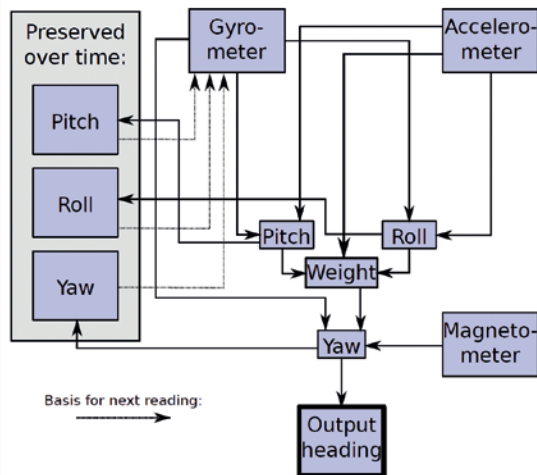 Preserved
over time:
Gyro-
meter
Accelero-
meter
Pitch
Roll
Yaw
Pitch
Roll
Weight
Yaw
Magneto-
meter
Basis for next reading:
Output
heading